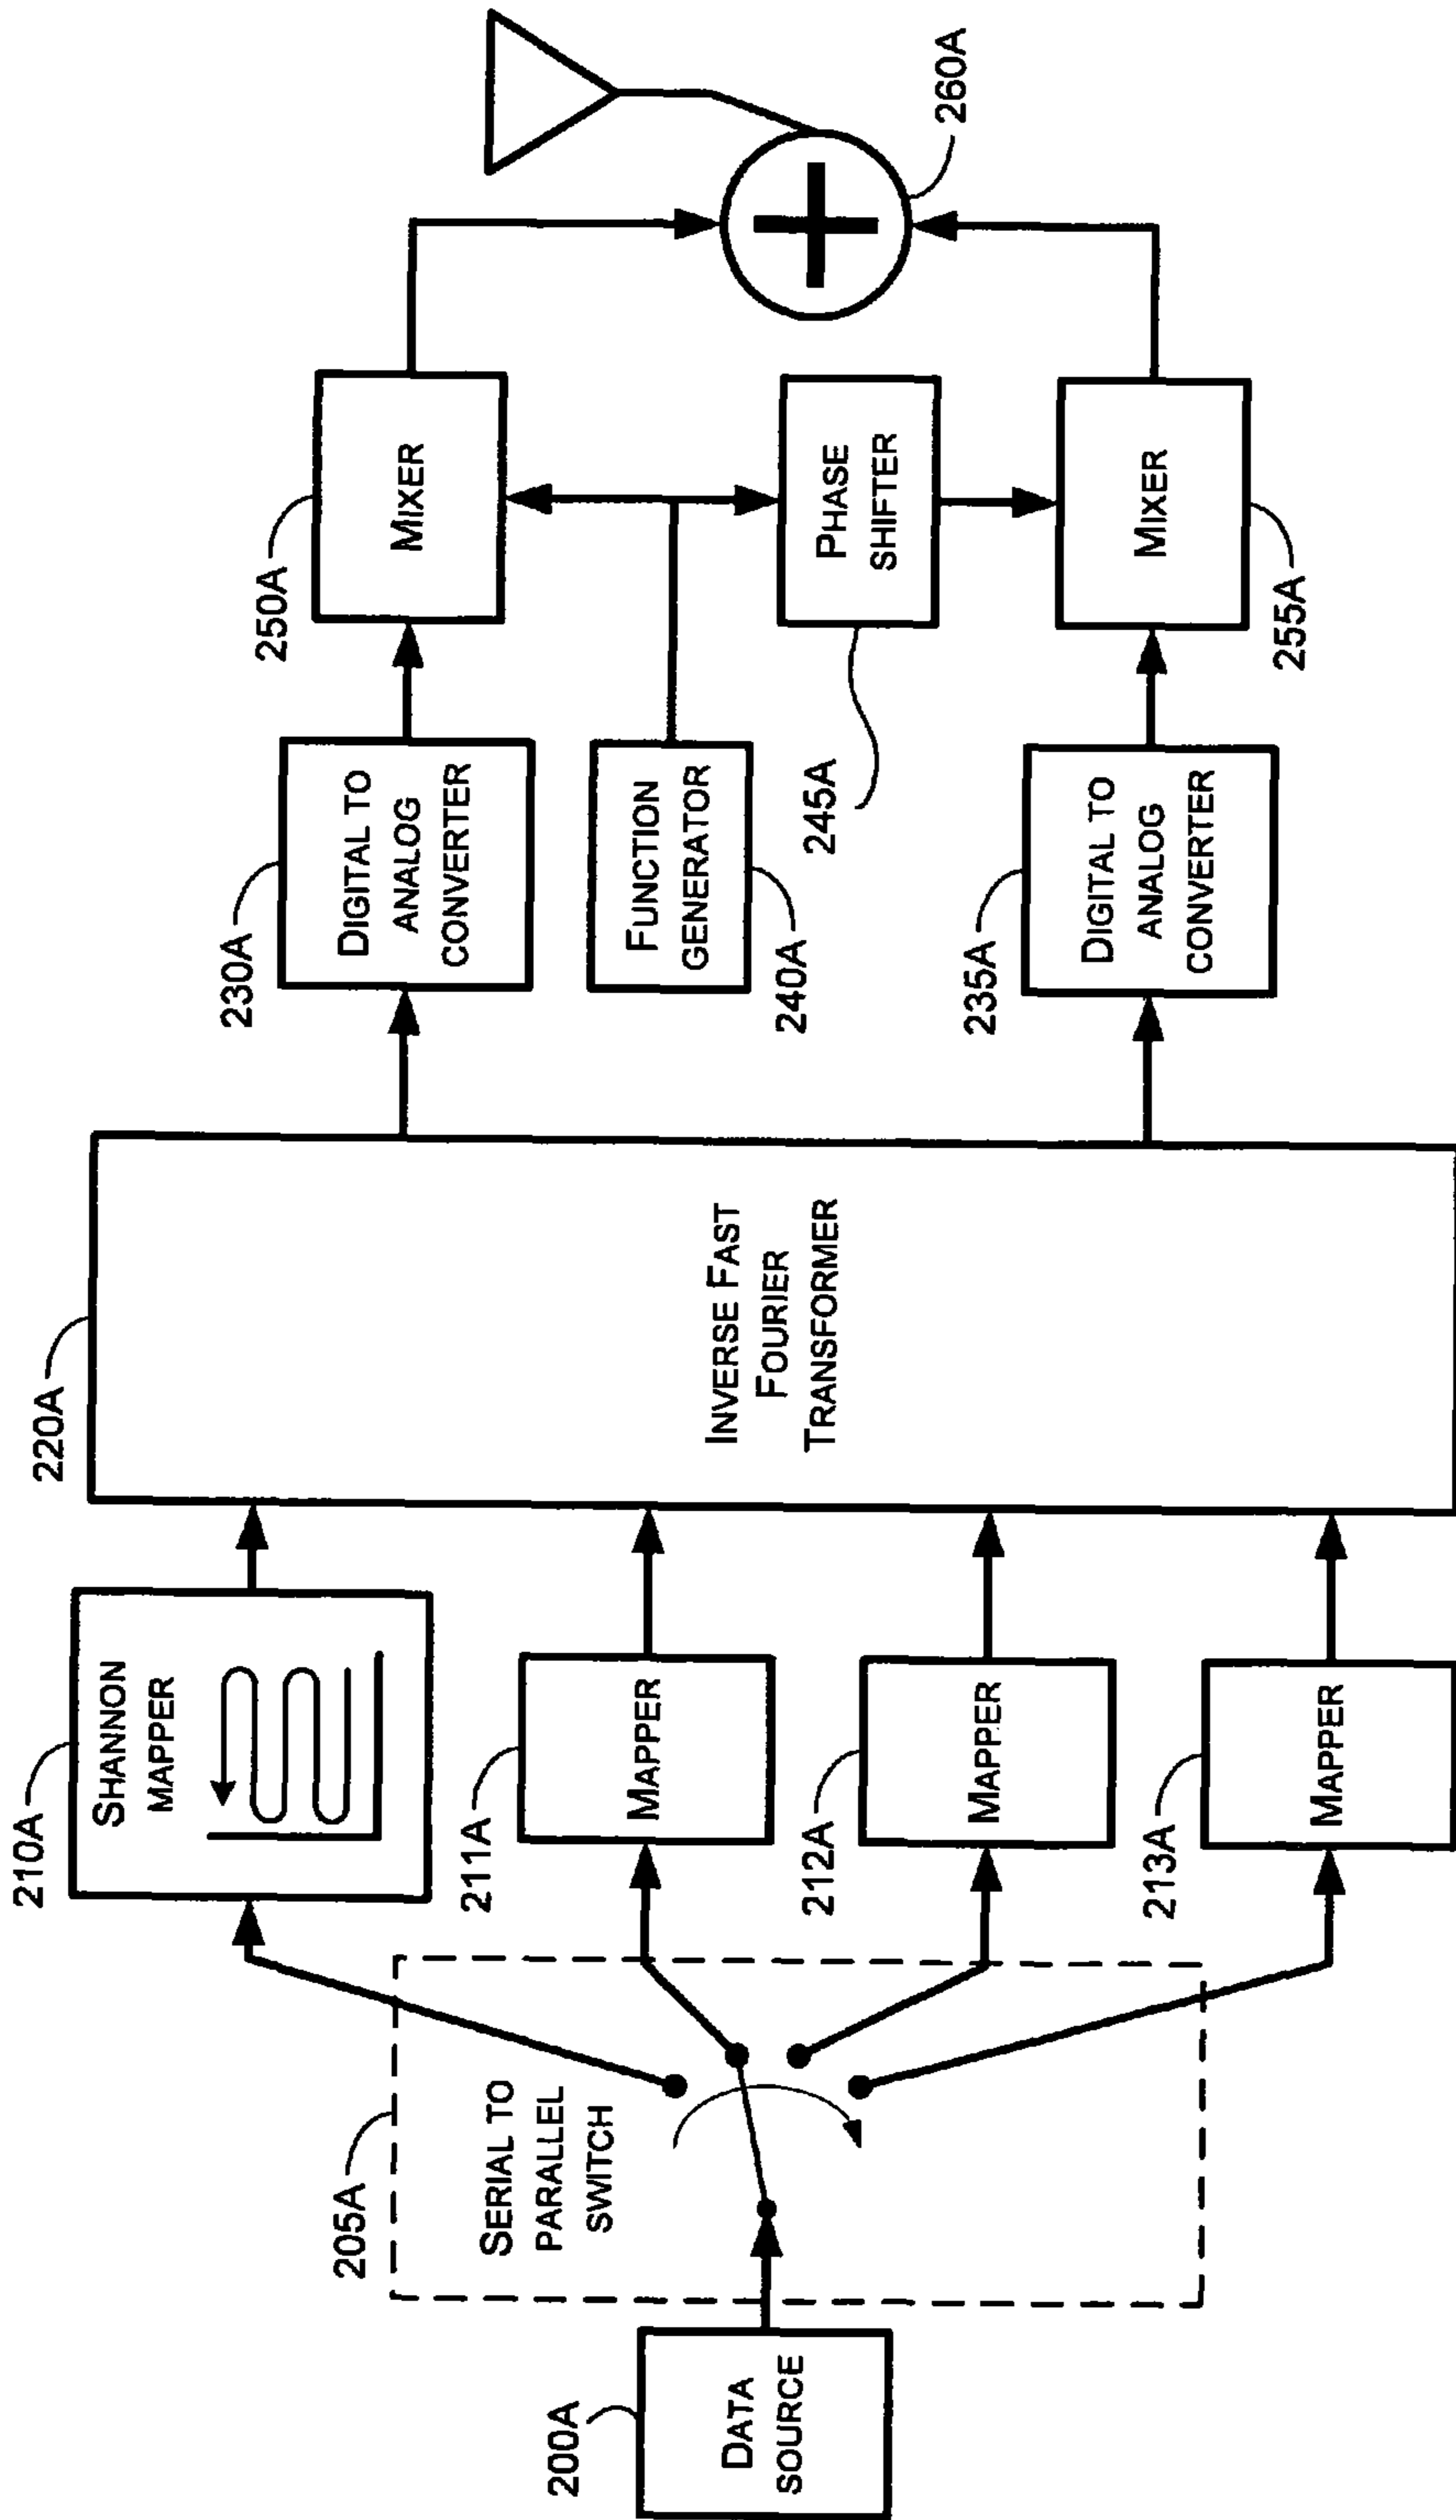 200A
DATA
SOURCE
205A
SERIAL TO
PARALLEL
SWITCH
210A
SHANNON
MAPPER
211A
MAPPER
212A
MAPPER
213A
MAPPER
220A
INVERSE FAST
FOURIER
TRANSFORMER
230A
DIGITAL TO
ANALOG
CONVERTER
240A
FUNCTION
GENERATOR
245A
235A
DIGITAL TO
ANALOG
CONVERTER
250A
MIXER
PHASE
SHIFTER
MIXER
255A
260A